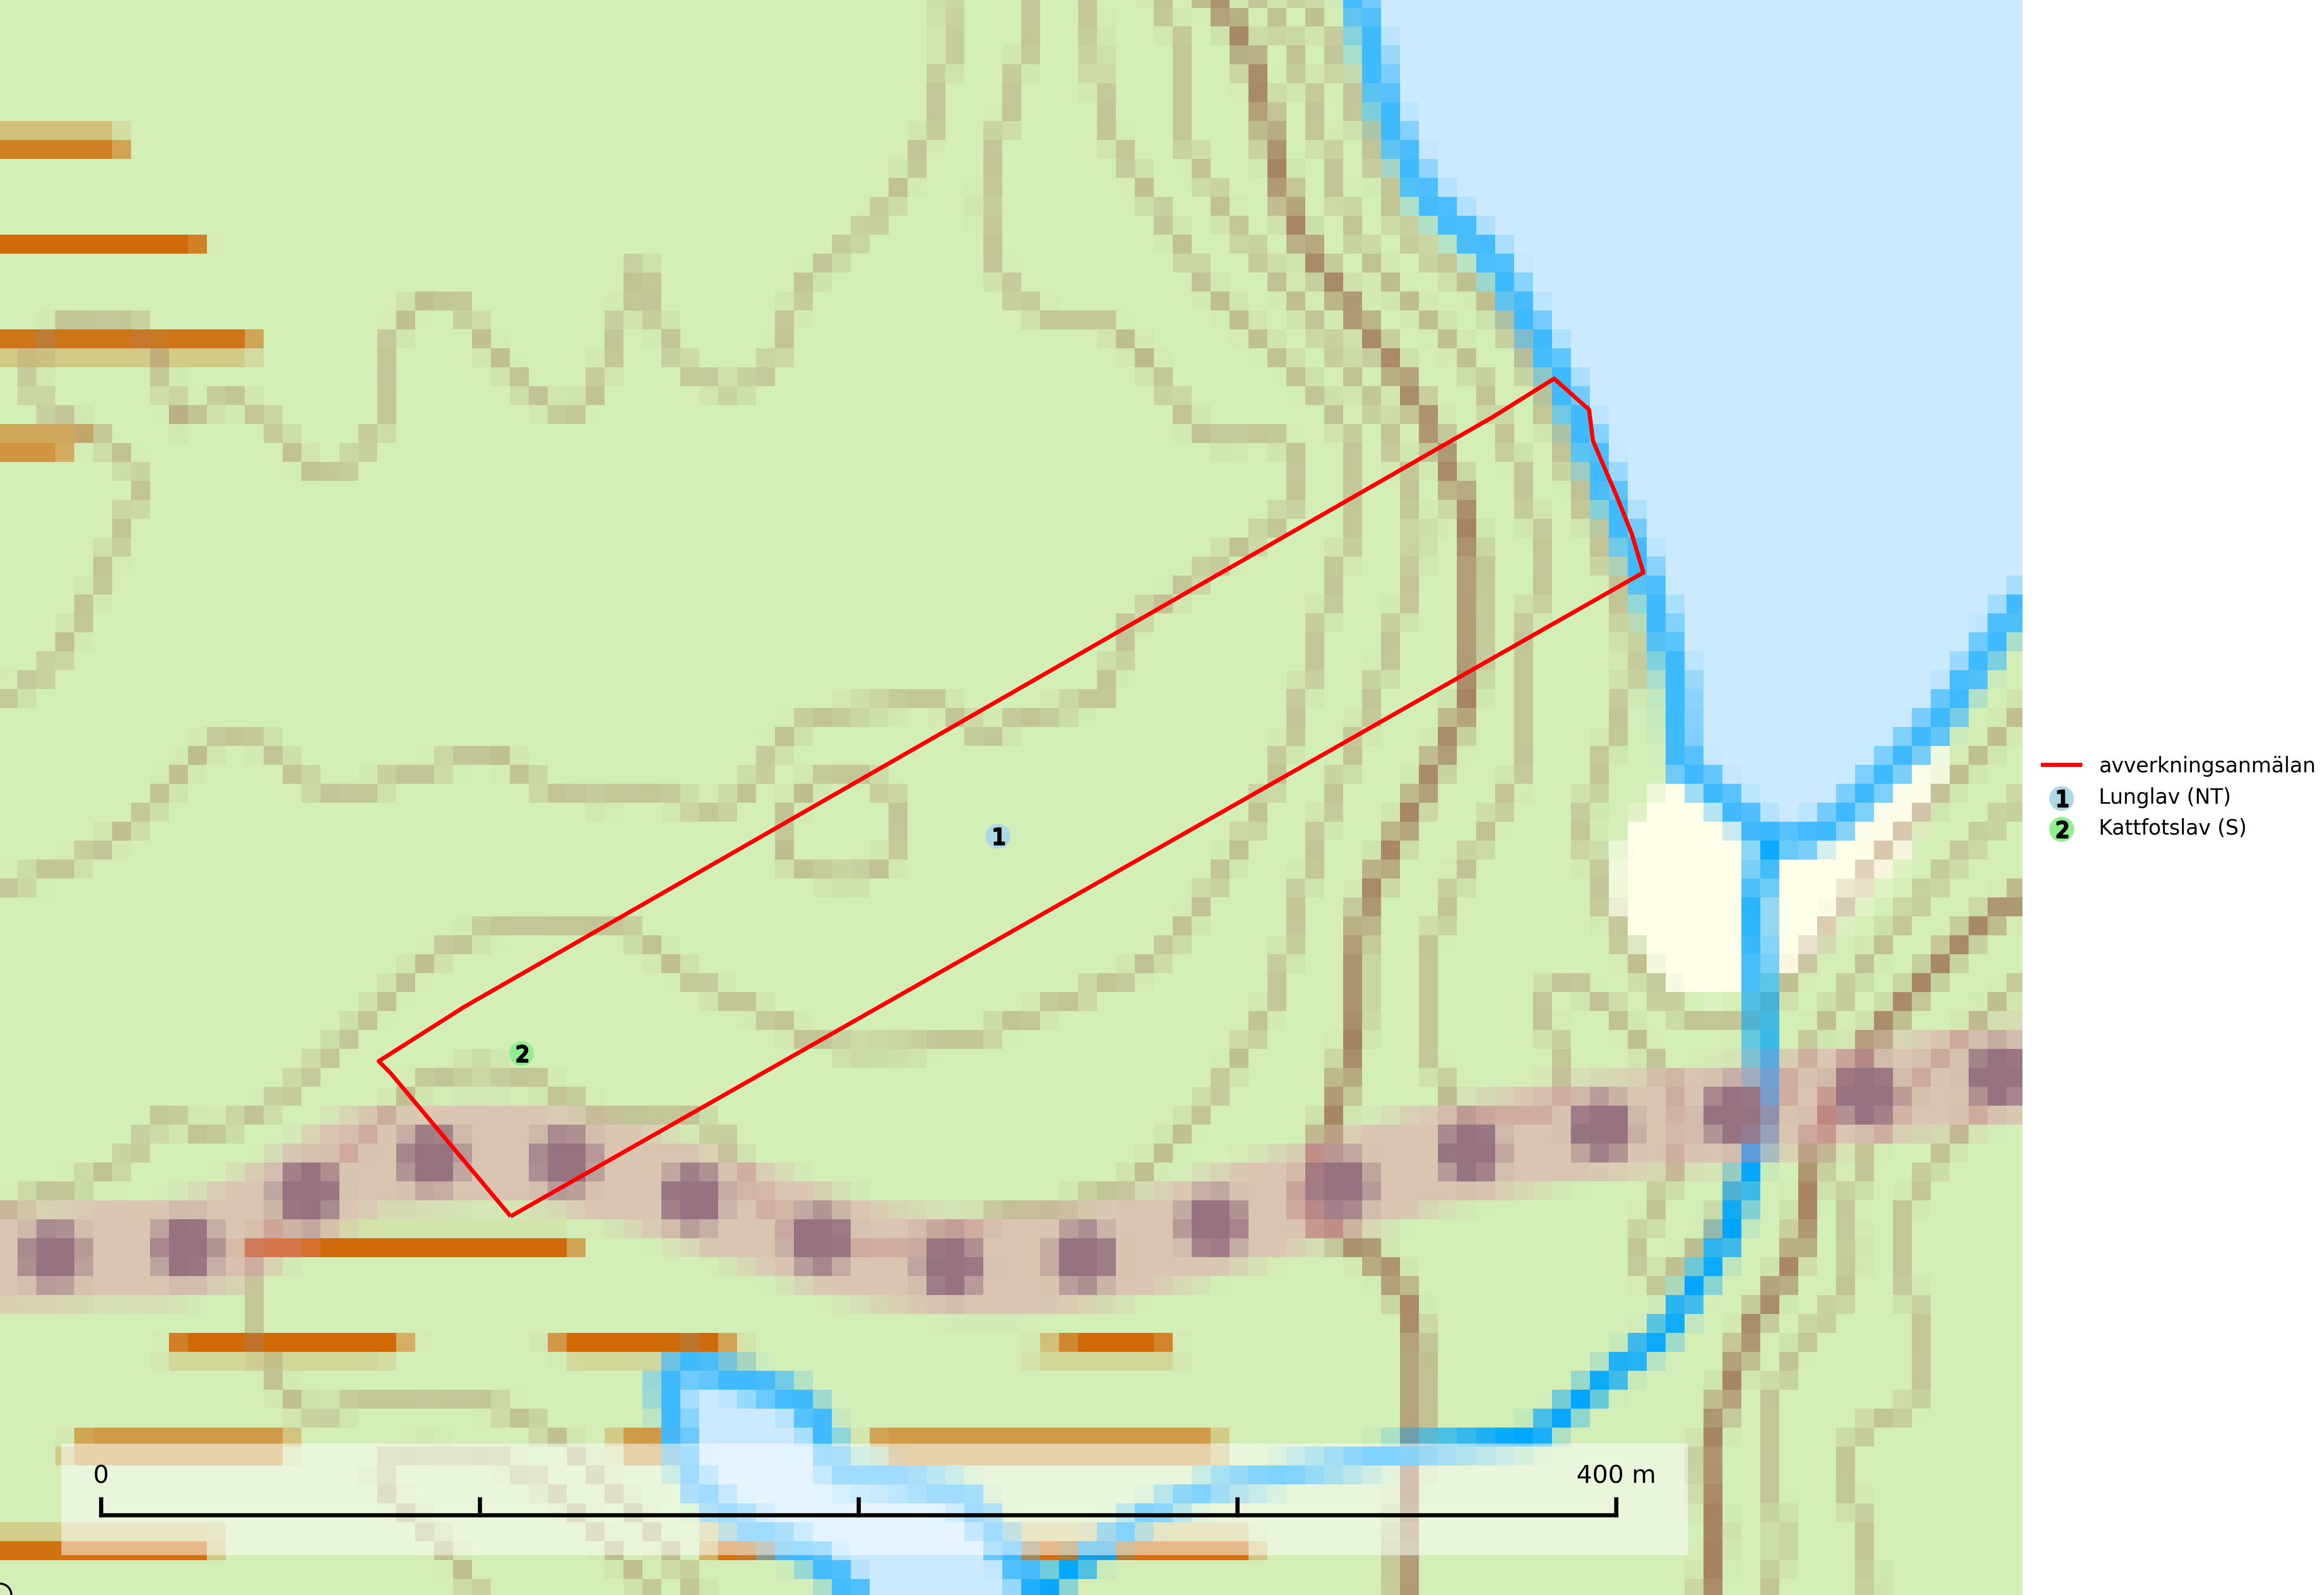 1
2
avverkningsanmälan
1 Lunglav (NT)
2 Kattfotslav (S)
0 400 m